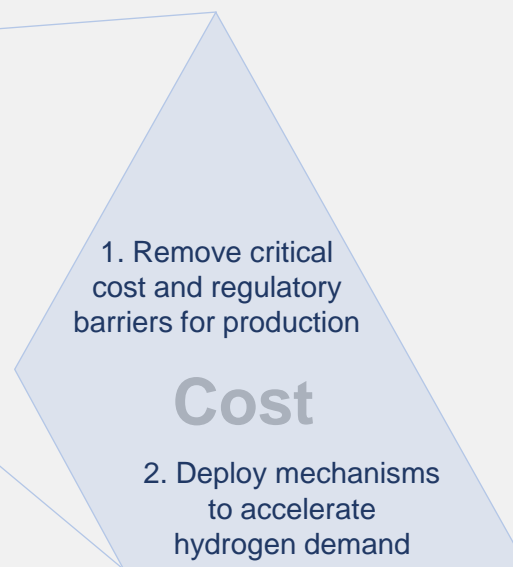 1. Remove critical
cost and regulatory
barriers for production
Cost
2. Deploy mechanisms
to accelerate
hydrogen demand